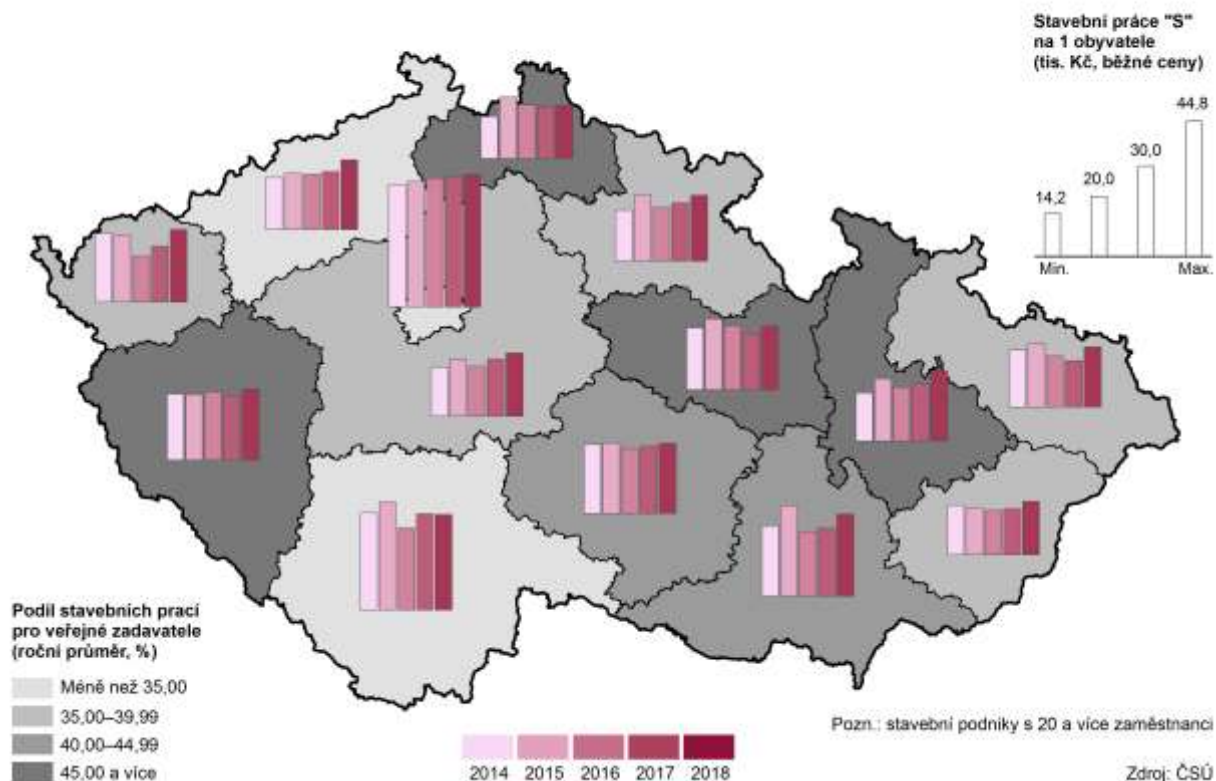 Stavební práce "S"
na 1 obyvatele
(tis. Kč, běžné ceny)
44,8
30,0
20,0
14,2
Min.
Max.
Podíl stavebních prací
pro veřejné zadavatele
(roční průměr, %)
Méně než 35,00
35,00–39,99
40,00–44,99
45,00 a více
2014 2015 2016 2017 2018
Pozn.: stavební podniky s 20 a více zaměstnanci
Zdroj: ČSÚ